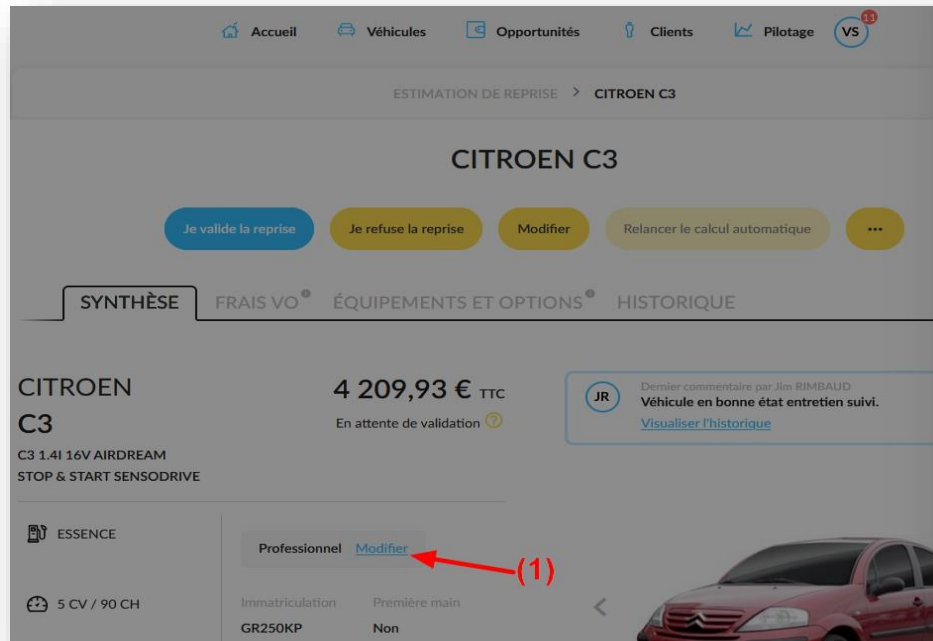 Accueil Véhicules Opportunités Clients Pilotage VS 11
ESTIMATION DE REPRISE > CITROEN C3
CITROEN C3
Je valide la reprise Je refuse la reprise Modifier Relancer le calcul automatique ...
SYNTHÈSE FRAIS VO ÉQUIPEMENTS ET OPTIONS HISTORIQUE
CITROEN
C3
C3 1.4I 16V AIRDREAM
STOP & START SENSODRIVE
4 209,93 € TTC
En attente de validation ?
JR
Dernier commentaire par Jim RIMBAUD
Véhicule en bonne état entretien suivi.
Visualiser l'historique
ESSENCE
5 CV / 90 CH
Professionnel Modifier
(1)
Immatriculation Première main
GR250KP Non